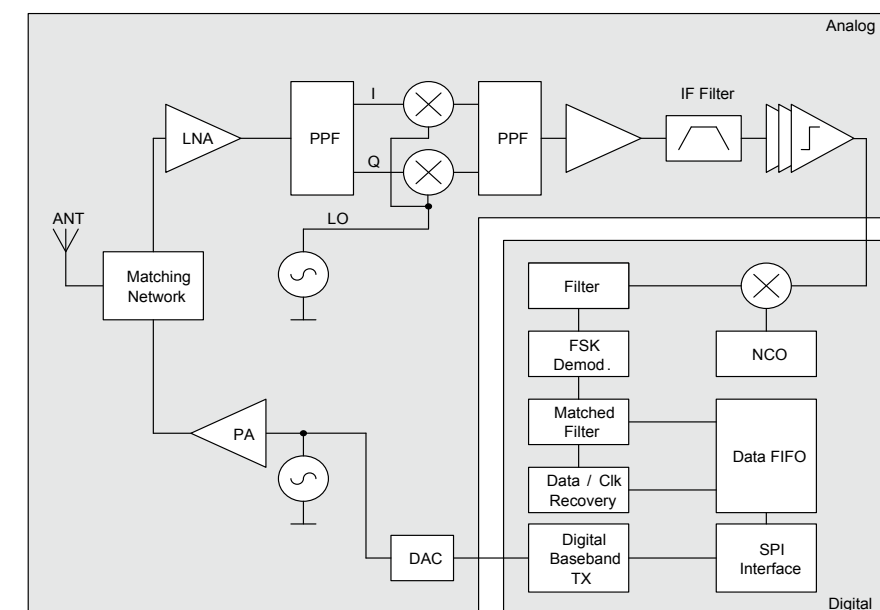 Analog
IF Filter
I
LNA
PPF
PPF
Q
ANT
LO
Matching
Network
Filter
FSK
Demod .
NCO
Matched
Filter
PA
Data FIFO
Data / Clk
Recovery
DAC
Digital
Baseband
TX
SPI
Interface
Digital